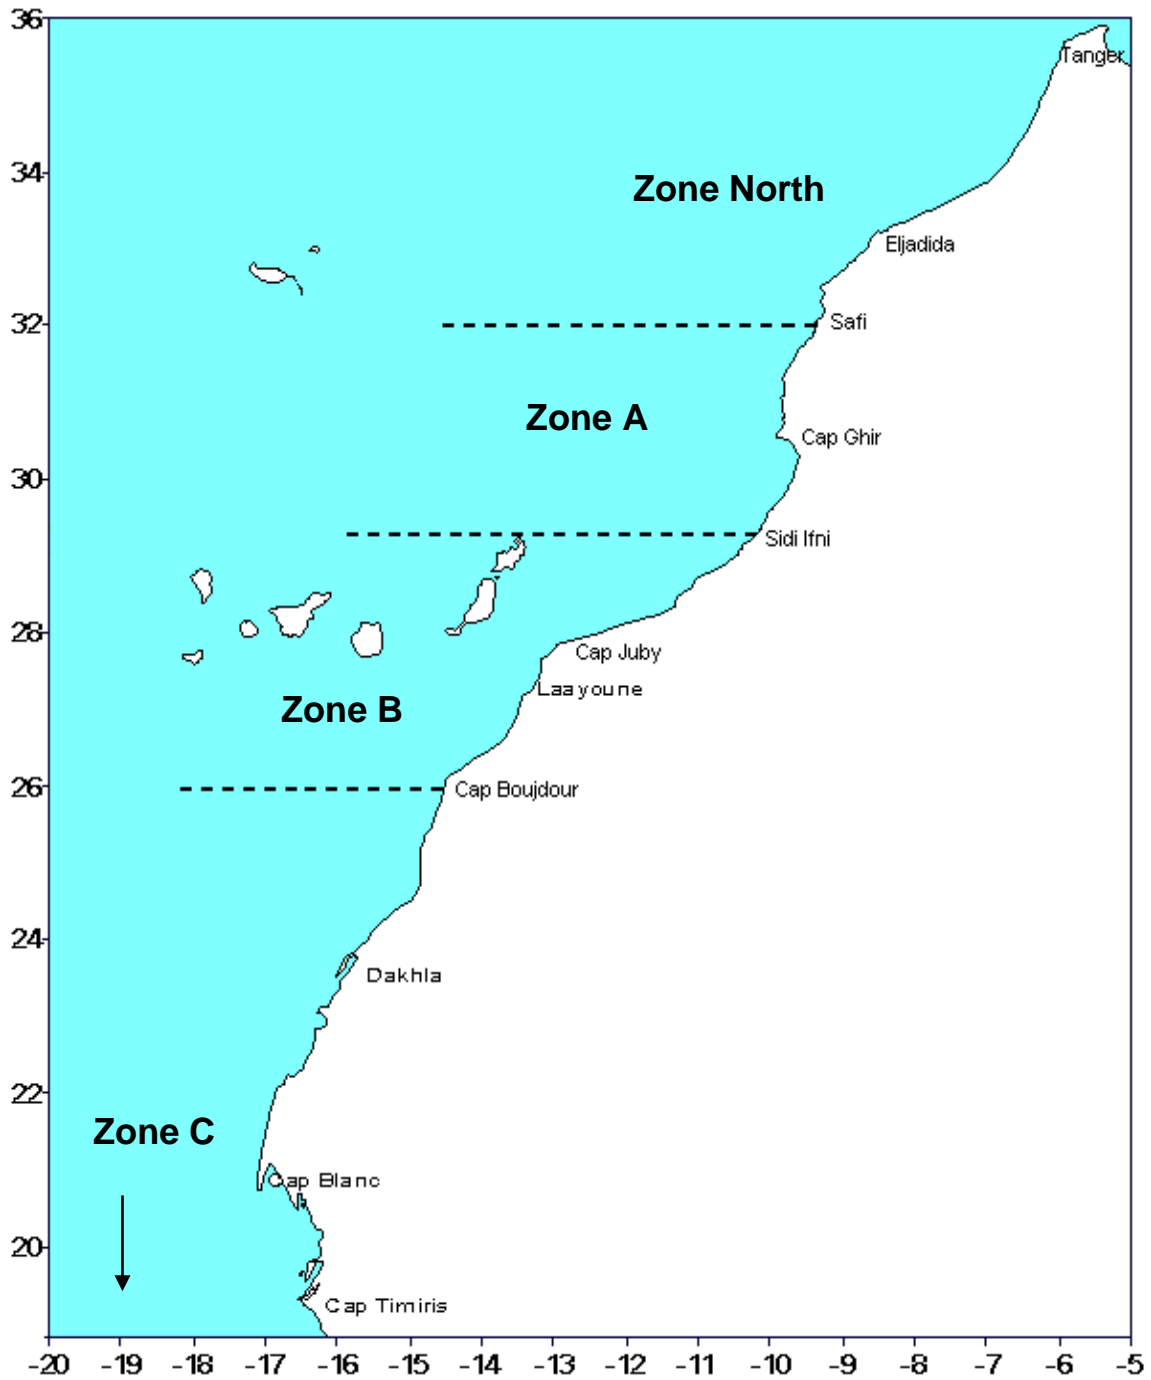 36
Tanger
34
Zone North
Eljadida
32
Safi
Zone A
Cap Ghir
30
Sidi Ifni
28
Cap Juby
Laayoune
Zone B
26
Cap Boujdour
24
Dakhla
22
Zone C
Cap Blanc
20
Cap Timiris
-20 -19 -18 -17 -16 -15 -14 -13 -12 -11 -10 -9 -8 -7 -6 -5